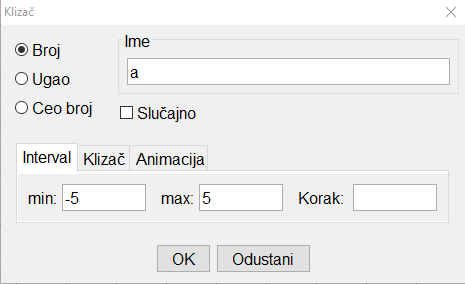 Klizač
Broj
Ugao
Ceo broj
Ime
a
Slučajno
Interval Klizač Animacija
min: -5 max: 5 Korak:
OK Odustani